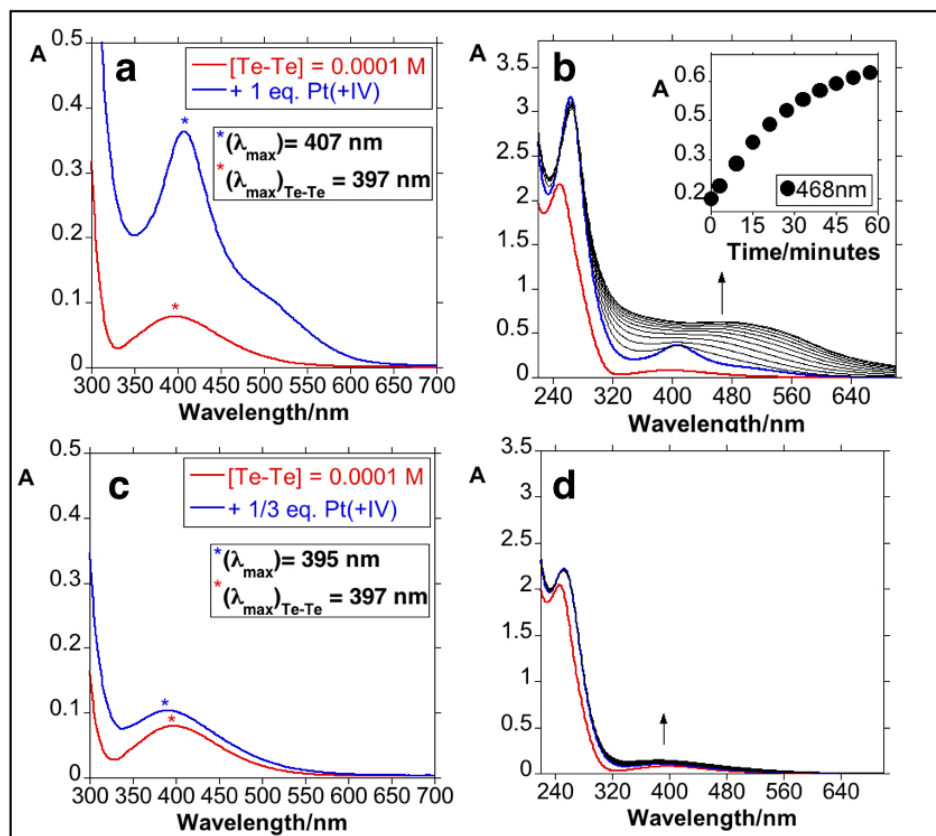 A
0.5
0.4
0.3
0.2
0.1
0
a
[Te-Te] = 0.0001 M
+ 1 eq. Pt(+IV)
*(λmax)= 407 nm
*(λmax)Te-Te = 397 nm
*
*
300 350 400 450 500 550 600 650 700
Wavelength/nm
A
3.5
3
2.5
2
1.5
1
0.5
0
b
A
0.6
0.5
0.3
0.2
468nm
0 15 30 45 60
Time/minutes
240 320 400 480 560 640
Wavelength/nm
A
0.5
0.4
0.3
0.2
0.1
0
c
[Te-Te] = 0.0001 M
+ 1/3 eq. Pt(+IV)
*(λmax)= 395 nm
*(λmax)Te-Te = 397 nm
*
*
300 350 400 450 500 550 600 650 700
Wavelength/nm
A
3.5
3
2.5
2
1.5
1
0.5
0
d
240 320 400 480 560 640
Wavelength/nm